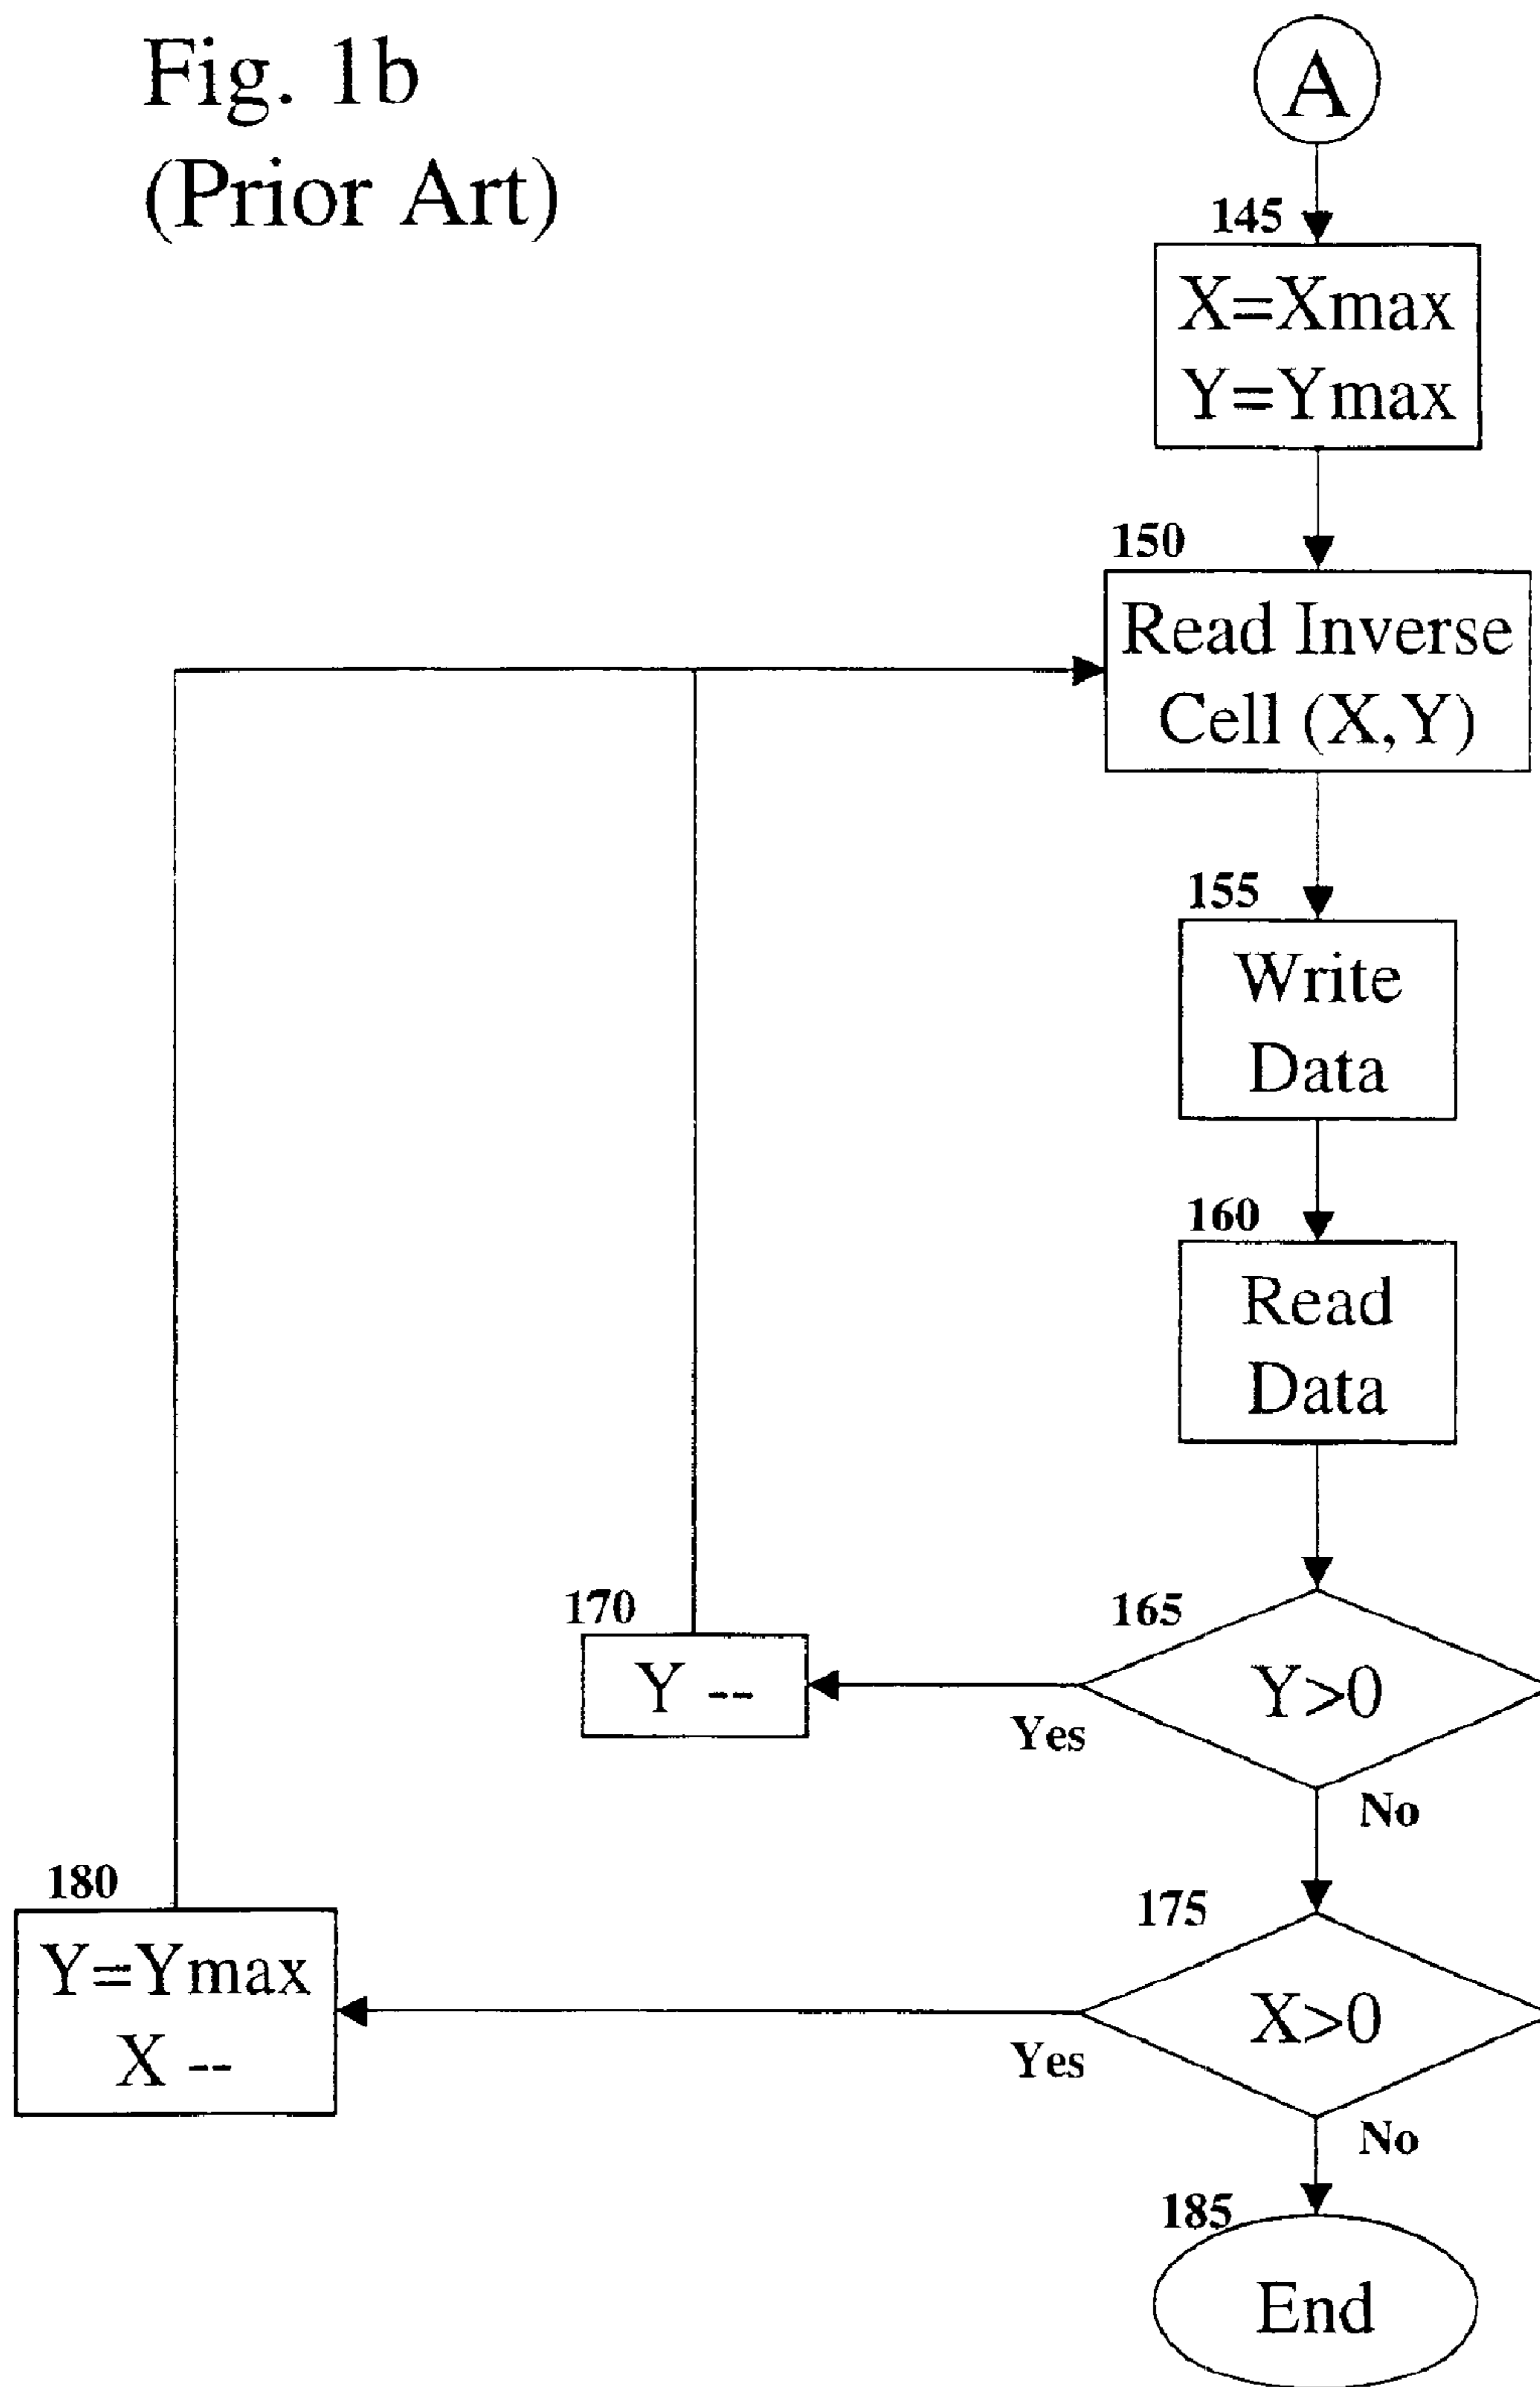 Fig. 1b
(Prior Art)
A
145
X=Xmax
Y=Ymax
150
Read Inverse
Cell (X,Y)
155
Write
Data
160
Read
Data
165
Y>0
Yes
No
170
Y --
175
X>0
Yes
No
180
Y=Ymax
X --
185
End